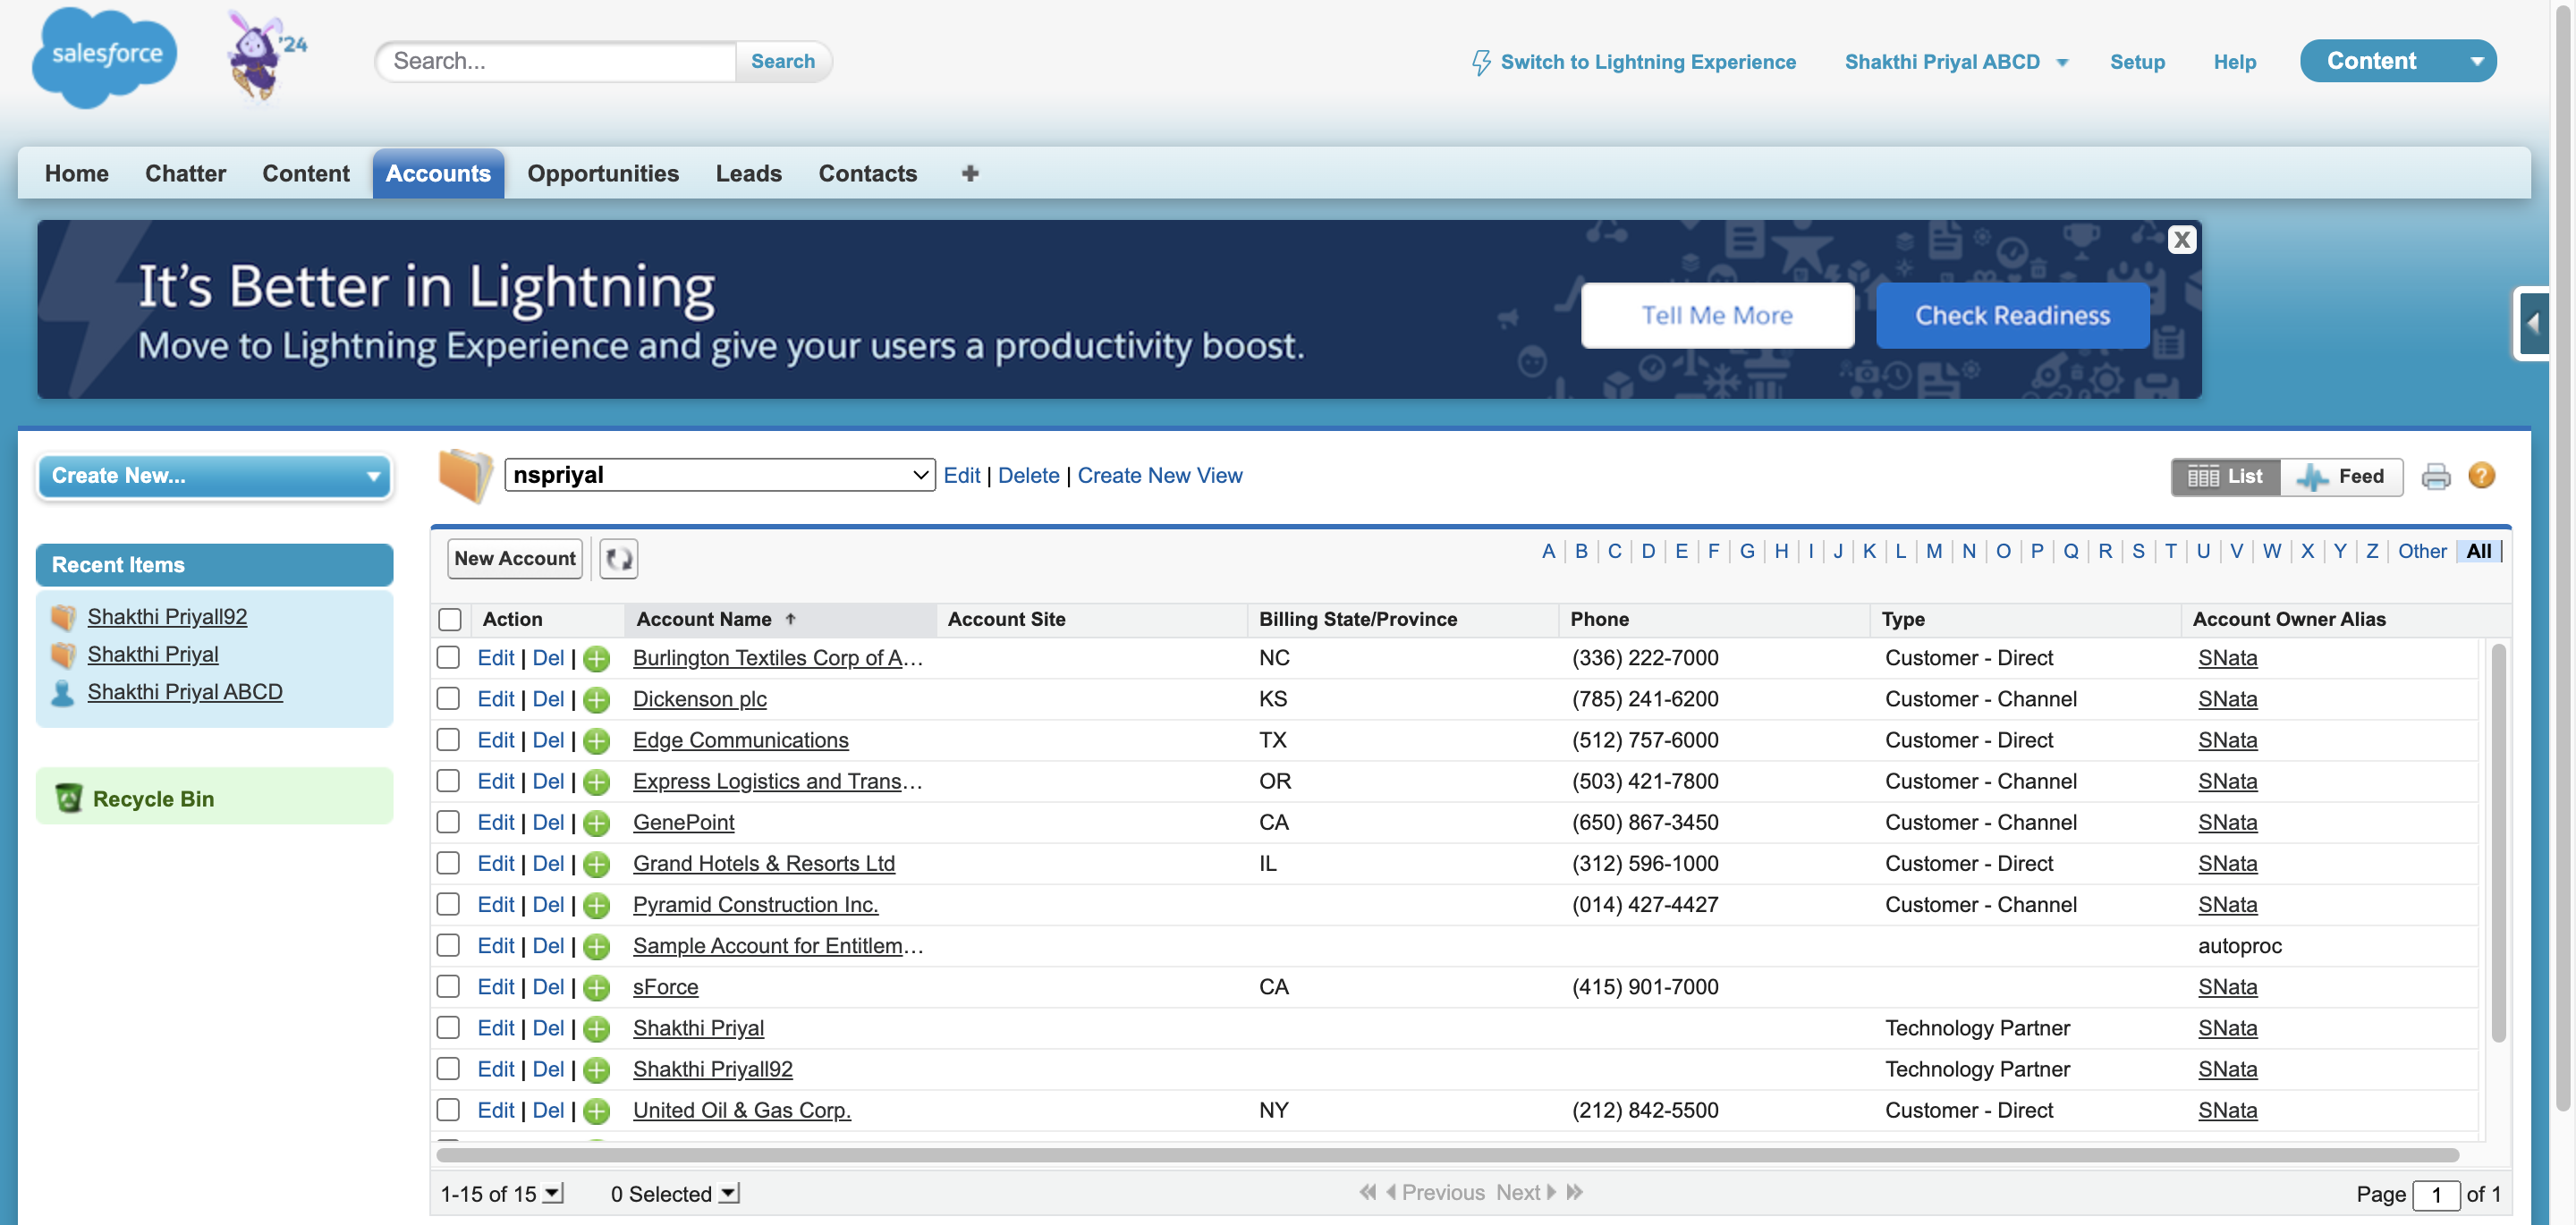 salesforce
'24
Search...
Search
Switch to Lightning Experience
Shakthi Priyal ABCD
Setup
Help
Content
Home
Chatter
Content
Accounts
Opportunities
Leads
Contacts
It's Better in Lightning
Move to Lightning Experience and give your users a productivity boost.
Tell Me More
Check Readiness
X
Create New...
Recent Items
Shakthi Priyall92
Shakthi Priyal
Shakthi Priyal ABCD
Recycle Bin
nspriyal
Edit | Delete | Create New View
List
Feed
?
New Account
A | B | C | D | E | F | G | H | I | J | K | L | M | N | O | P | Q | R | S | T | U | V | W | X | Y | Z | Other | All
Action Account Name Account Site Billing State/Province Phone Type Account Owner Alias
Edit | Del | Burlington Textiles Corp of A... NC (336) 222-7000 Customer - Direct SNata
Edit | Del | Dickenson plc KS (785) 241-6200 Customer - Channel SNata
Edit | Del | Edge Communications TX (512) 757-6000 Customer - Direct SNata
Edit | Del | Express Logistics and Trans... OR (503) 421-7800 Customer - Channel SNata
Edit | Del | GenePoint CA (650) 867-3450 Customer - Channel SNata
Edit | Del | Grand Hotels & Resorts Ltd IL (312) 596-1000 Customer - Direct SNata
Edit | Del | Pyramid Construction Inc. (014) 427-4427 Customer - Channel SNata
Edit | Del | Sample Account for Entitlem... autoproc
Edit | Del | sForce CA (415) 901-7000 SNata
Edit | Del | Shakthi Priyal Technology Partner SNata
Edit | Del | Shakthi Priyall92 Technology Partner SNata
Edit | Del | United Oil & Gas Corp. NY (212) 842-5500 Customer - Direct SNata
1-15 of 15
0 Selected
Previous Next
Page 1 of 1